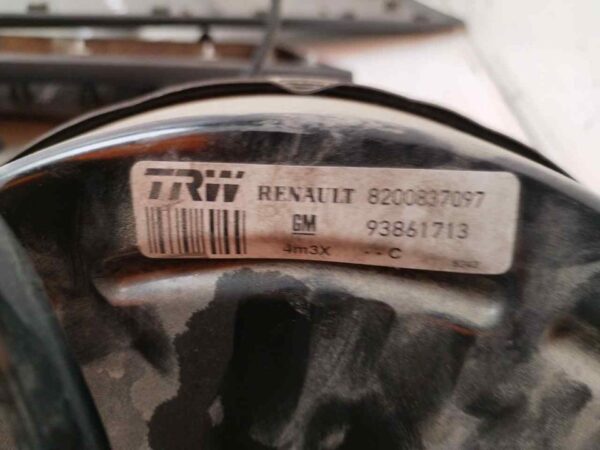 TRW RENAULT 8200837097
GM 93861713
4m3X - - C